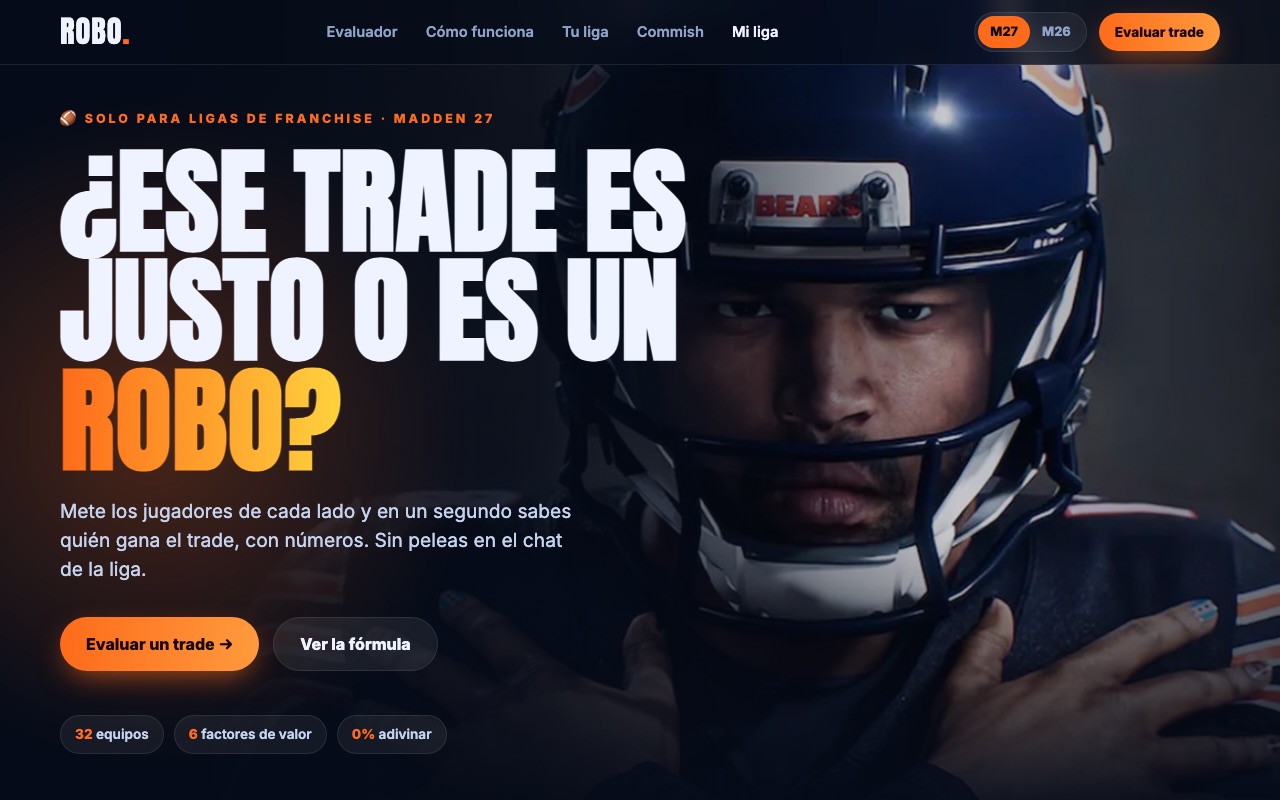 ROBO.
Evaluador
Cómo funciona
Tu liga
Commish
Mi liga
M27
M26
Evaluar trade
🏈 SOLO PARA LIGAS DE FRANCHISE · MADDEN 27
¿ESE TRADE ES
JUSTO O ES UN
ROBO?
BEARS
Mete los jugadores de cada lado y en un segundo sabes
quién gana el trade, con números. Sin peleas en el chat
de la liga.
Evaluar un trade →
Ver la fórmula
32 equipos
6 factores de valor
0% adivinar